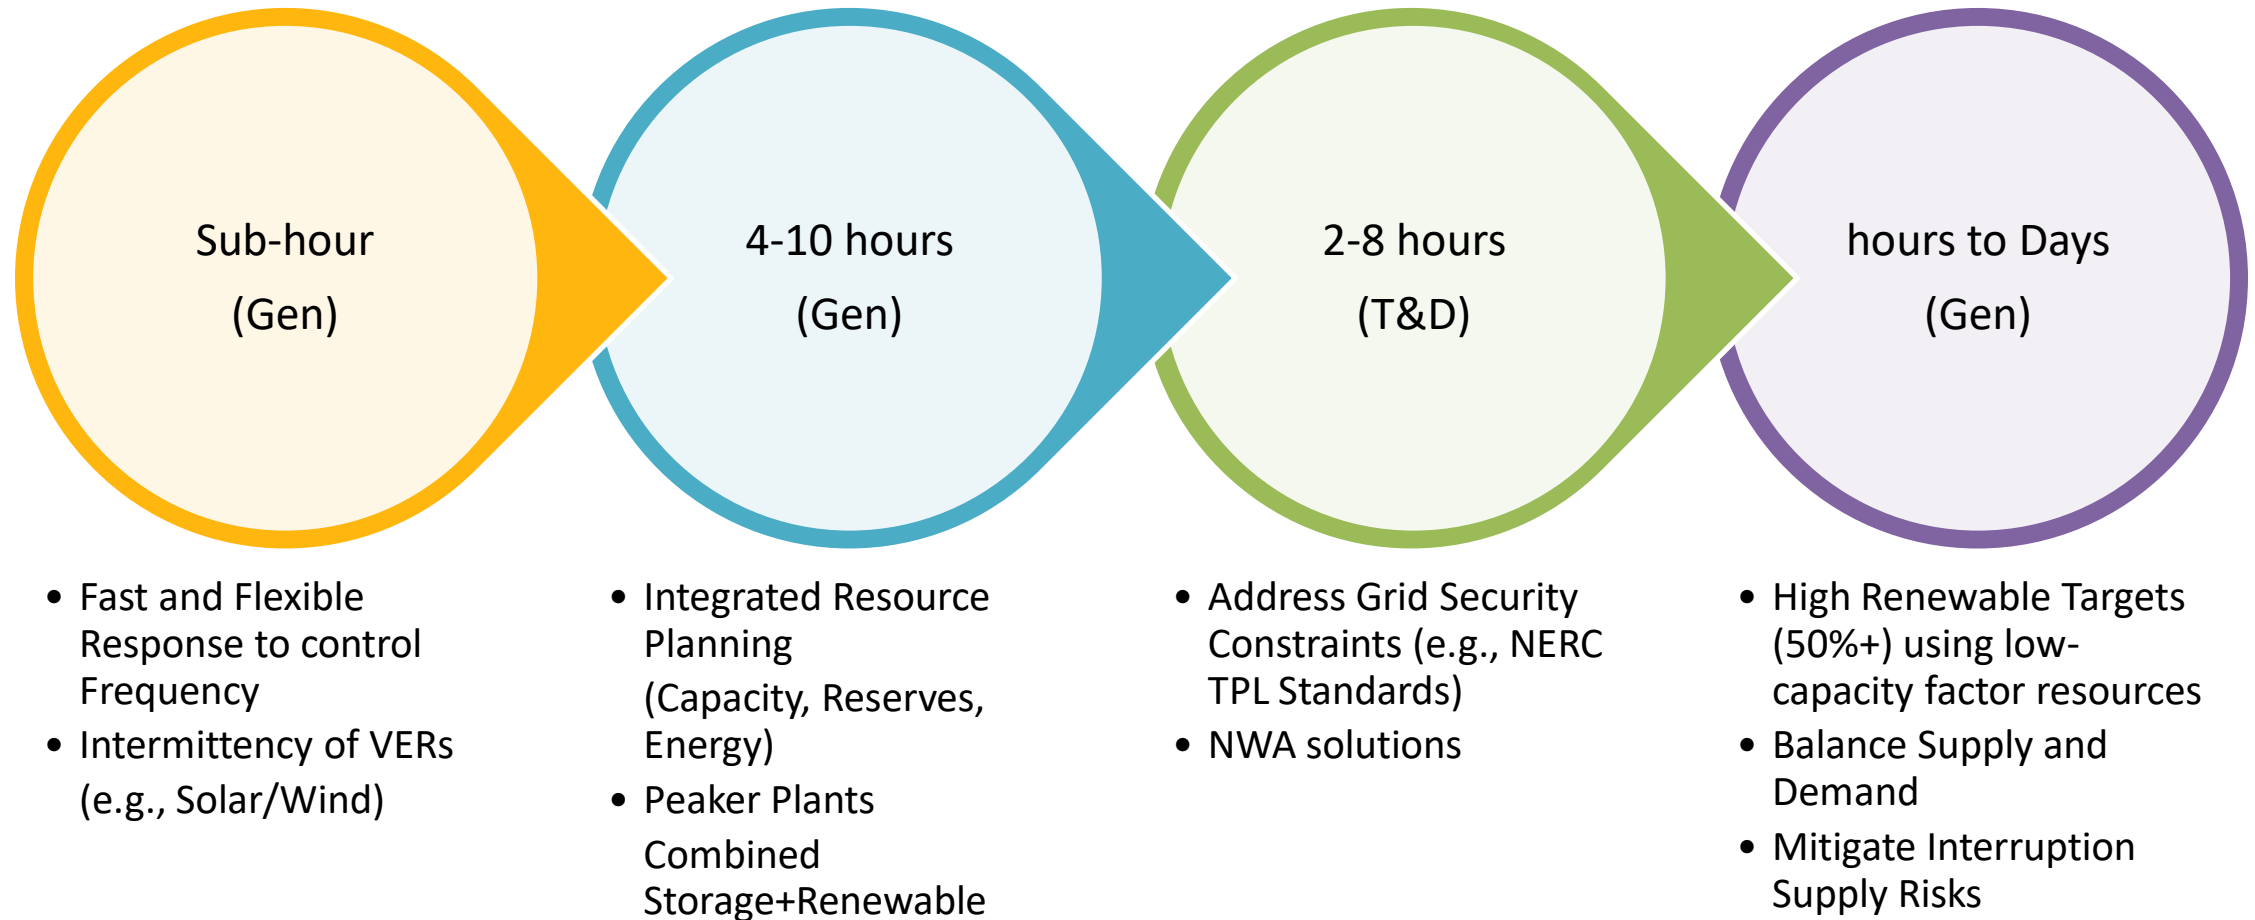 Sub-hour
(Gen)
4-10 hours
(Gen)
2-8 hours
(T&D)
hours to Days
(Gen)
• Fast and Flexible
Response to control
Frequency
• Intermittency of VERs
(e.g., Solar/Wind)
• Integrated Resource
Planning
(Capacity, Reserves,
Energy)
• Peaker Plants
Combined
Storage+Renewable
• Address Grid Security
Constraints (e.g., NERC
TPL Standards)
• NWA solutions
• High Renewable Targets
(50%+) using low-
capacity factor resources
• Balance Supply and
Demand
• Mitigate Interruption
Supply Risks